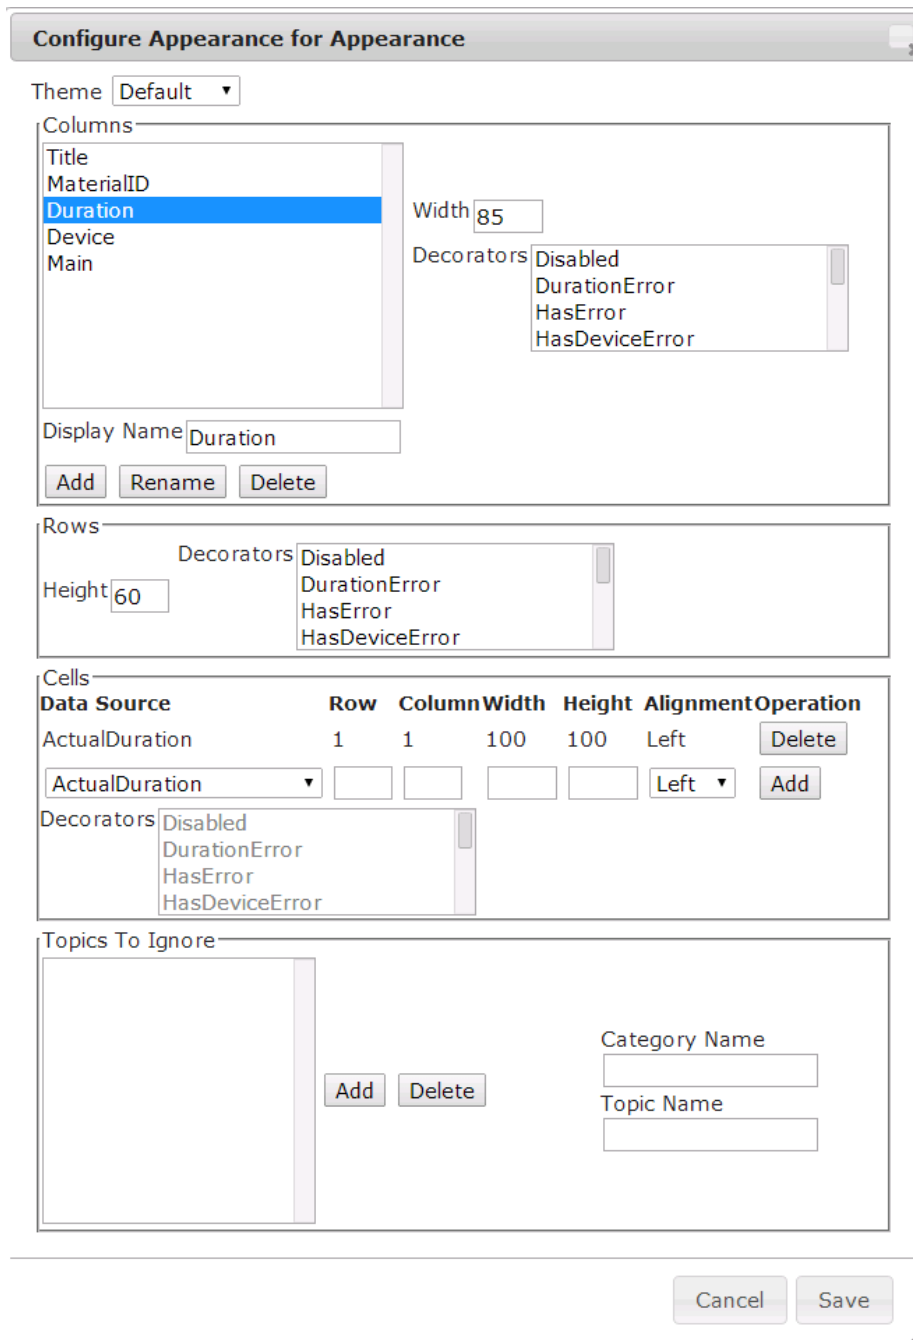 Configure Appearance for Appearance
Theme Default
Columns
Title
MaterialID
Duration
Device
Main
Width 85
Decorators Disabled
DurationError
HasError
HasDeviceError
Display Name Duration
Add Rename Delete
Rows
Height 60
Decorators Disabled
DurationError
HasError
HasDeviceError
Cells
Data Source Row Column Width Height Alignment Operation
ActualDuration 1 1 100 100 Left Delete
ActualDuration Left Add
Decorators Disabled
DurationError
HasError
HasDeviceError
Topics To Ignore
Add Delete
Category Name
Topic Name
Cancel Save